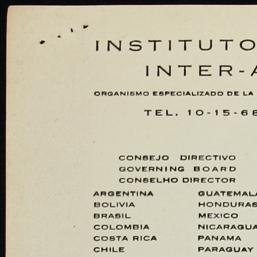 INSTITUTO
INTER-A
ORGANISMO ESPECIALIZADO DE LA
TEL. 10-15-68
CONSEJO DIRECTIVO
GOVERNING BOARD
CONSELHO DIRECTOR
ARGENTINA GUATEMALA
BOLIVIA HONDURAS
BRASIL MEXICO
COLOMBIA NICARAGUA
COSTA RICA PANAMA
CHILE PARAGUAY